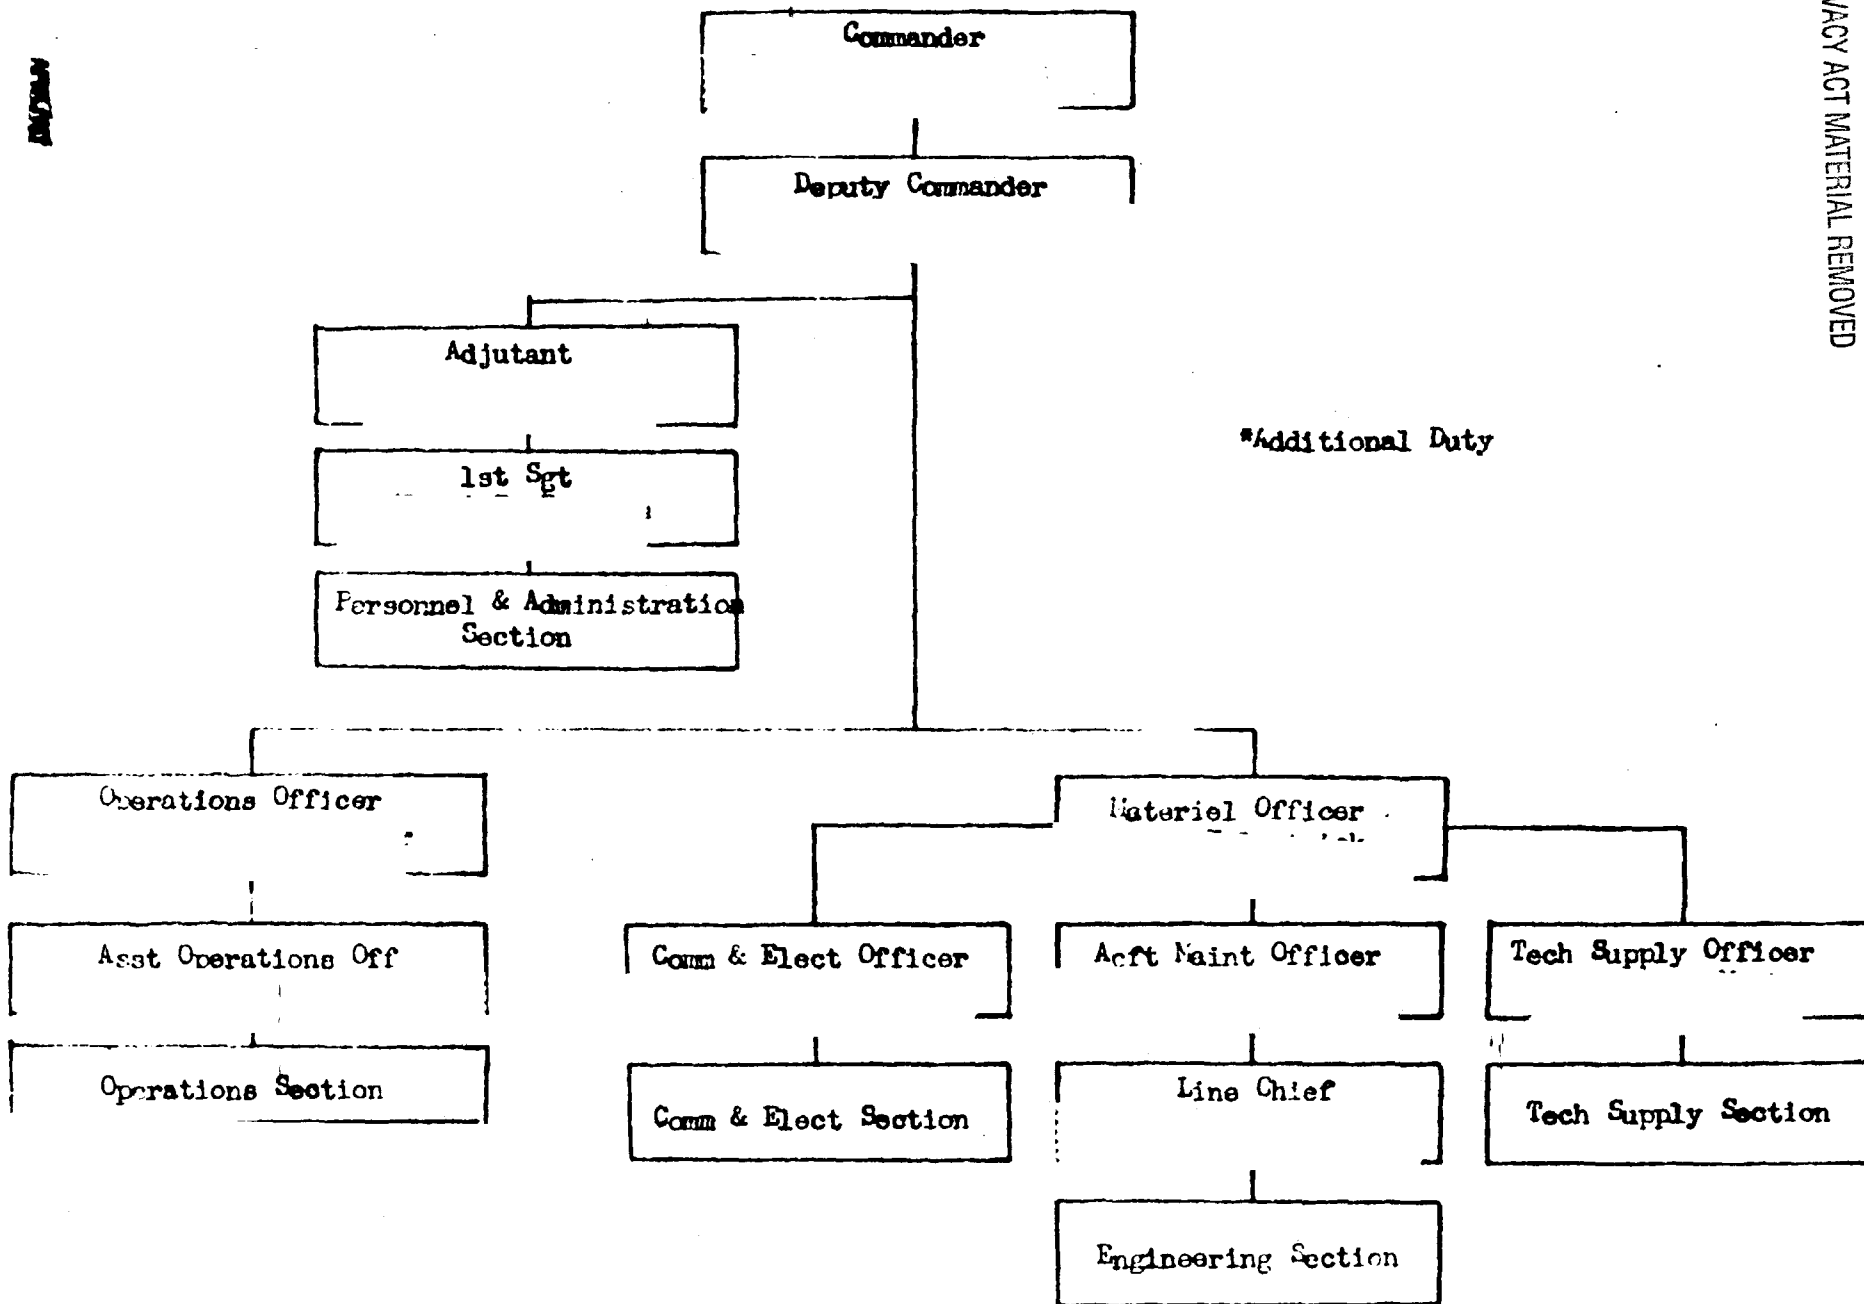 Commander
VACY ACT MATERIAL REMOVED
Deputy Commander
Adjutant
*Additional Duty
1st Sgt
Personnel & Administration
Section
Operations Officer
Materiel Officer
Asst Operations Off
Comm & Elect Officer
Acft Maint Officer
Tech Supply Officer
Operations Section
Comm & Elect Section
Line Chief
Tech Supply Section
Engineering Section